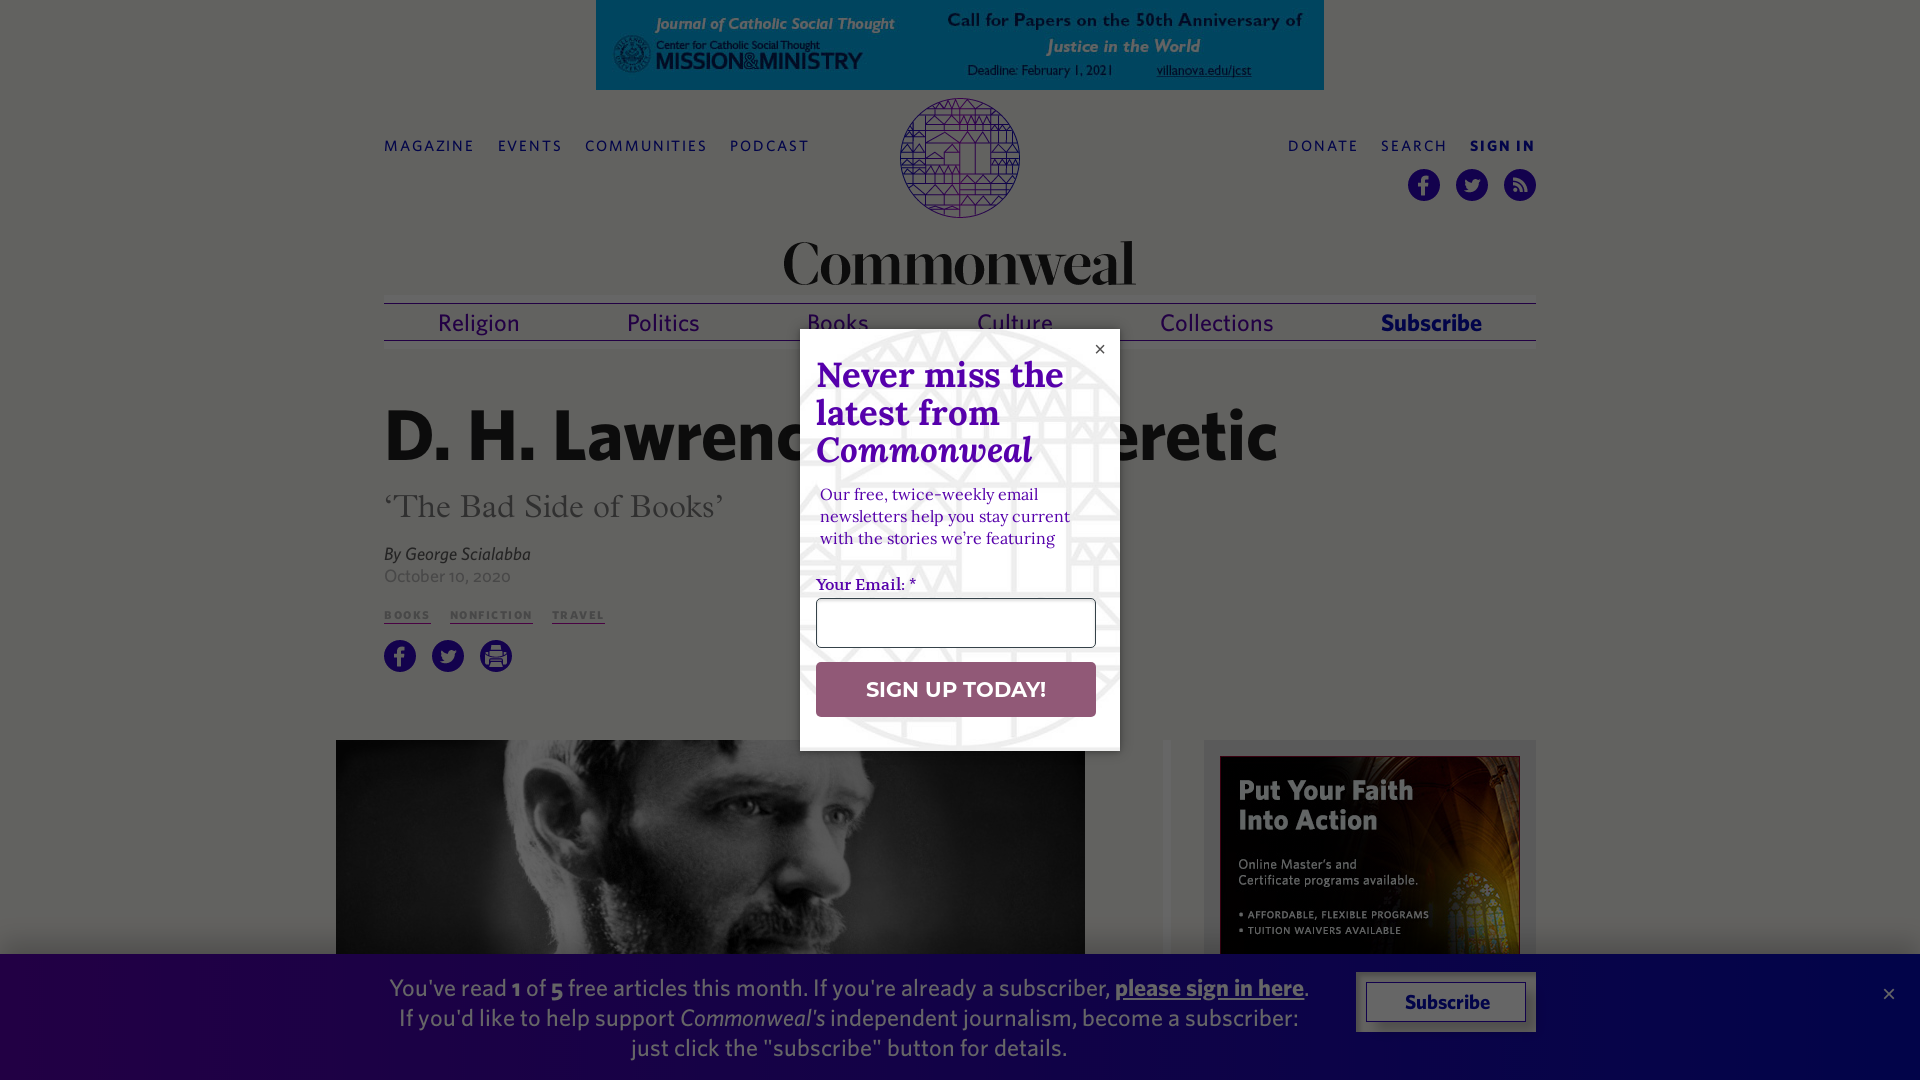 Journal of Catholic Social Thought
Center for Catholic Social Thought
MISSION&MINISTRY
Call for Papers on the 50th Anniversary of
Justice in the World
Deadline: February 1, 2021 villanova.edu/jcst
MAGAZINE EVENTS COMMUNITIES PODCAST
DONATE SEARCH SIGN IN
Commonweal
Religion Politics Books Culture Collections Subscribe
D. H. Lawrenc eretic
‘The Bad Side of Books’
By George Scialabba
October 10, 2020
BOOKS NONFICTION TRAVEL
×
Never miss the
latest from
Commonweal
Our free, twice-weekly email
newsletters help you stay current
with the stories we’re featuring
Your Email: *
SIGN UP TODAY!
Put Your Faith
Into Action
Online Master’s and
Certificate programs available.
• AFFORDABLE, FLEXIBLE PROGRAMS
• TUITION WAIVERS AVAILABLE
You've read 1 of 5 free articles this month. If you're already a subscriber, please sign in here.
If you'd like to help support Commonweal's independent journalism, become a subscriber:
just click the "subscribe" button for details.
Subscribe
×